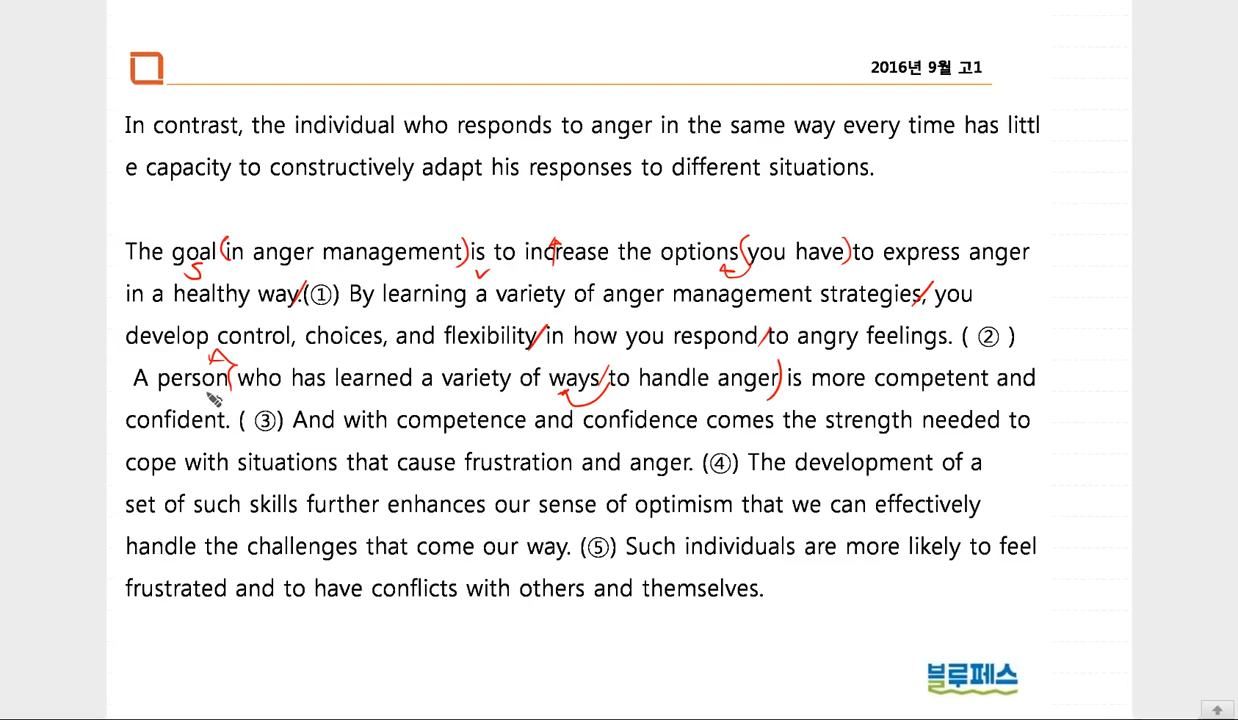 2016년 9월 고1
In contrast, the individual who responds to anger in the same way every time has littl
e capacity to constructively adapt his responses to different situations.
The goal in anger management is to increase the options you have to express anger
S v
in a healthy way.(①) By learning a variety of anger management strategies, you
develop control, choices, and flexibility in how you respond to angry feelings. ( ② )
A person who has learned a variety of ways to handle anger is more competent and
confident. ( ③) And with competence and confidence comes the strength needed to
cope with situations that cause frustration and anger. (④) The development of a
set of such skills further enhances our sense of optimism that we can effectively
handle the challenges that come our way. (⑤) Such individuals are more likely to feel
frustrated and to have conflicts with others and themselves.
블루페스